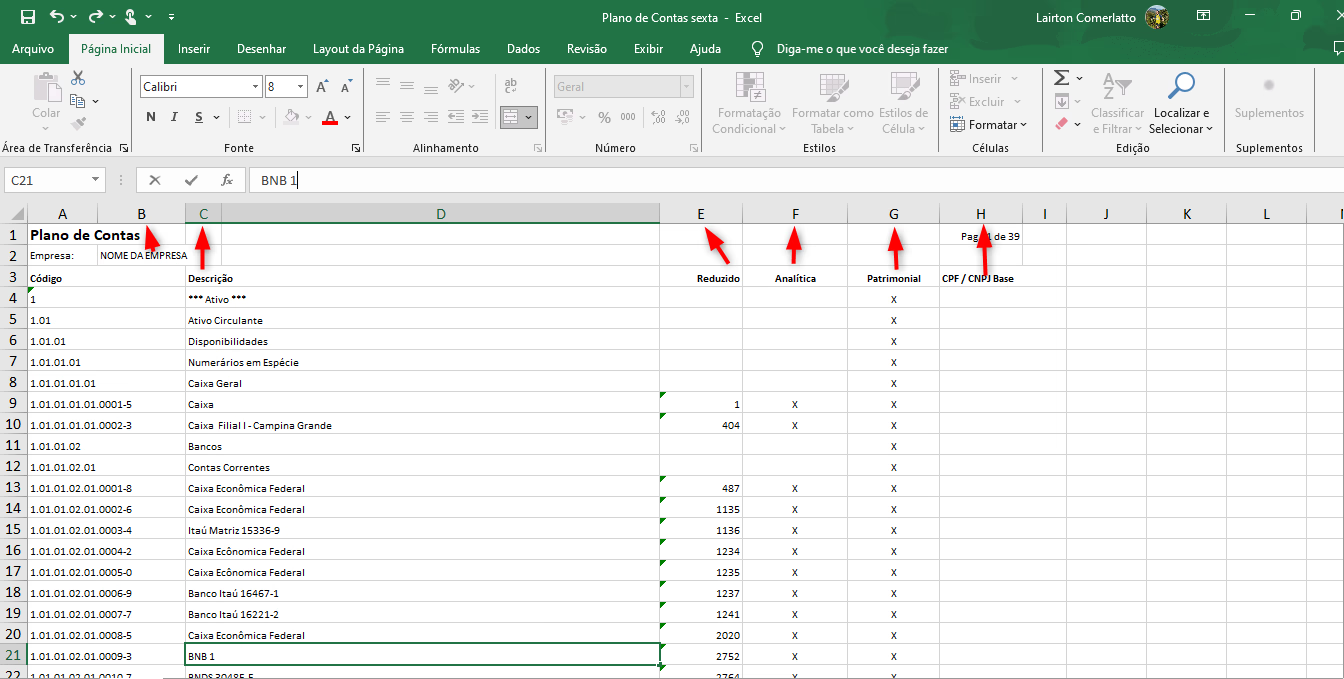 Plano de Contas sexta - Excel
Lairton Comerlatto
Arquivo Página Inicial Inserir Desenhar Layout da Página Fórmulas Dados Revisão Exibir Ajuda Diga-me o que você deseja fazer
Colar
Área de Transferência
Calibri 8
N I S
Fonte
Alinhamento
Geral
% 000
Número
Formatação Condicional
Formatar como Tabela
Estilos de Célula
Estilos
Inserir
Excluir
Formatar
Células
Classificar e Filtrar
Localizar e Selecionar
Edição
Suplementos
Suplementos
C21 fx BNB 1
A B C D E F G H I J K L
1 Plano de Contas de 39
2 Empresa: NOME DA EMPRESA
3 Código Descrição Reduzido Analítica Patrimonial CPF / CNPJ Base
4 1 *** Ativo *** X
5 1.01 Ativo Circulante X
6 1.01.01 Disponibilidades X
7 1.01.01.01 Numerários em Espécie X
8 1.01.01.01.01 Caixa Geral X
9 1.01.01.01.01.0001-5 Caixa 1 X X
10 1.01.01.01.01.0002-3 Caixa Filial I - Campina Grande 404 X X
11 1.01.01.02 Bancos X
12 1.01.01.02.01 Contas Correntes X
13 1.01.01.02.01.0001-8 Caixa Econômica Federal 487 X X
14 1.01.01.02.01.0002-6 Caixa Econômica Federal 1135 X X
15 1.01.01.02.01.0003-4 Itaú Matriz 15336-9 1136 X X
16 1.01.01.02.01.0004-2 Caixa Ecônomica Federal 1234 X X
17 1.01.01.02.01.0005-0 Caixa Ecônomica Federal 1235 X X
18 1.01.01.02.01.0006-9 Banco Itaú 16467-1 1237 X X
19 1.01.01.02.01.0007-7 Banco Itaú 16221-2 1241 X X
20 1.01.01.02.01.0008-5 Caixa Econômica Federal 2020 X X
21 1.01.01.02.01.0009-3 BNB 1 2752 X X
22 1.01.01.02.01.0010-7 2764 X X